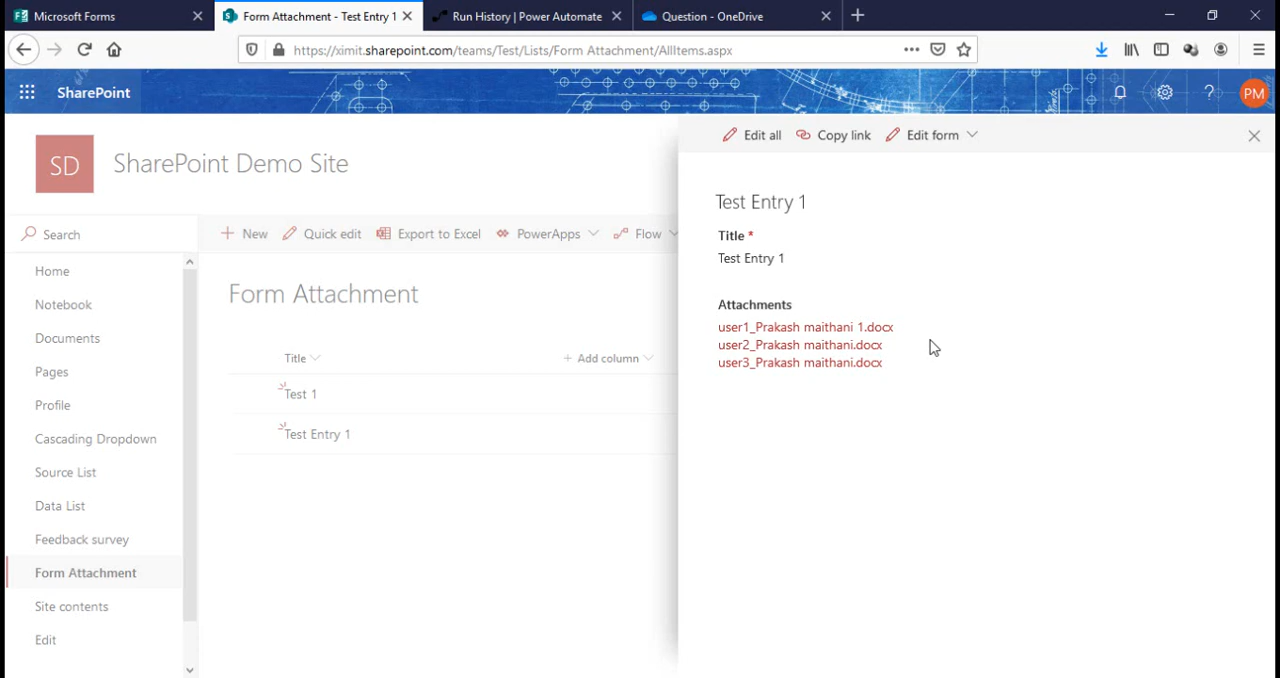 Microsoft Forms
Form Attachment - Test Entry 1
Run History | Power Automate
Question - OneDrive
https://ximit.sharepoint.com/teams/Test/Lists/Form Attachment/AllItems.aspx
SharePoint
PM
Edit all
Copy link
Edit form
SD
SharePoint Demo Site
Test Entry 1
Search
New
Quick edit
Export to Excel
PowerApps
Flow
Title *
Test Entry 1
Home
Notebook
Documents
Pages
Profile
Cascading Dropdown
Source List
Data List
Feedback survey
Form Attachment
Site contents
Edit
Form Attachment
Title
Add column
Test 1
Test Entry 1
Attachments
user1_Prakash maithani 1.docx
user2_Prakash maithani.docx
user3_Prakash maithani.docx